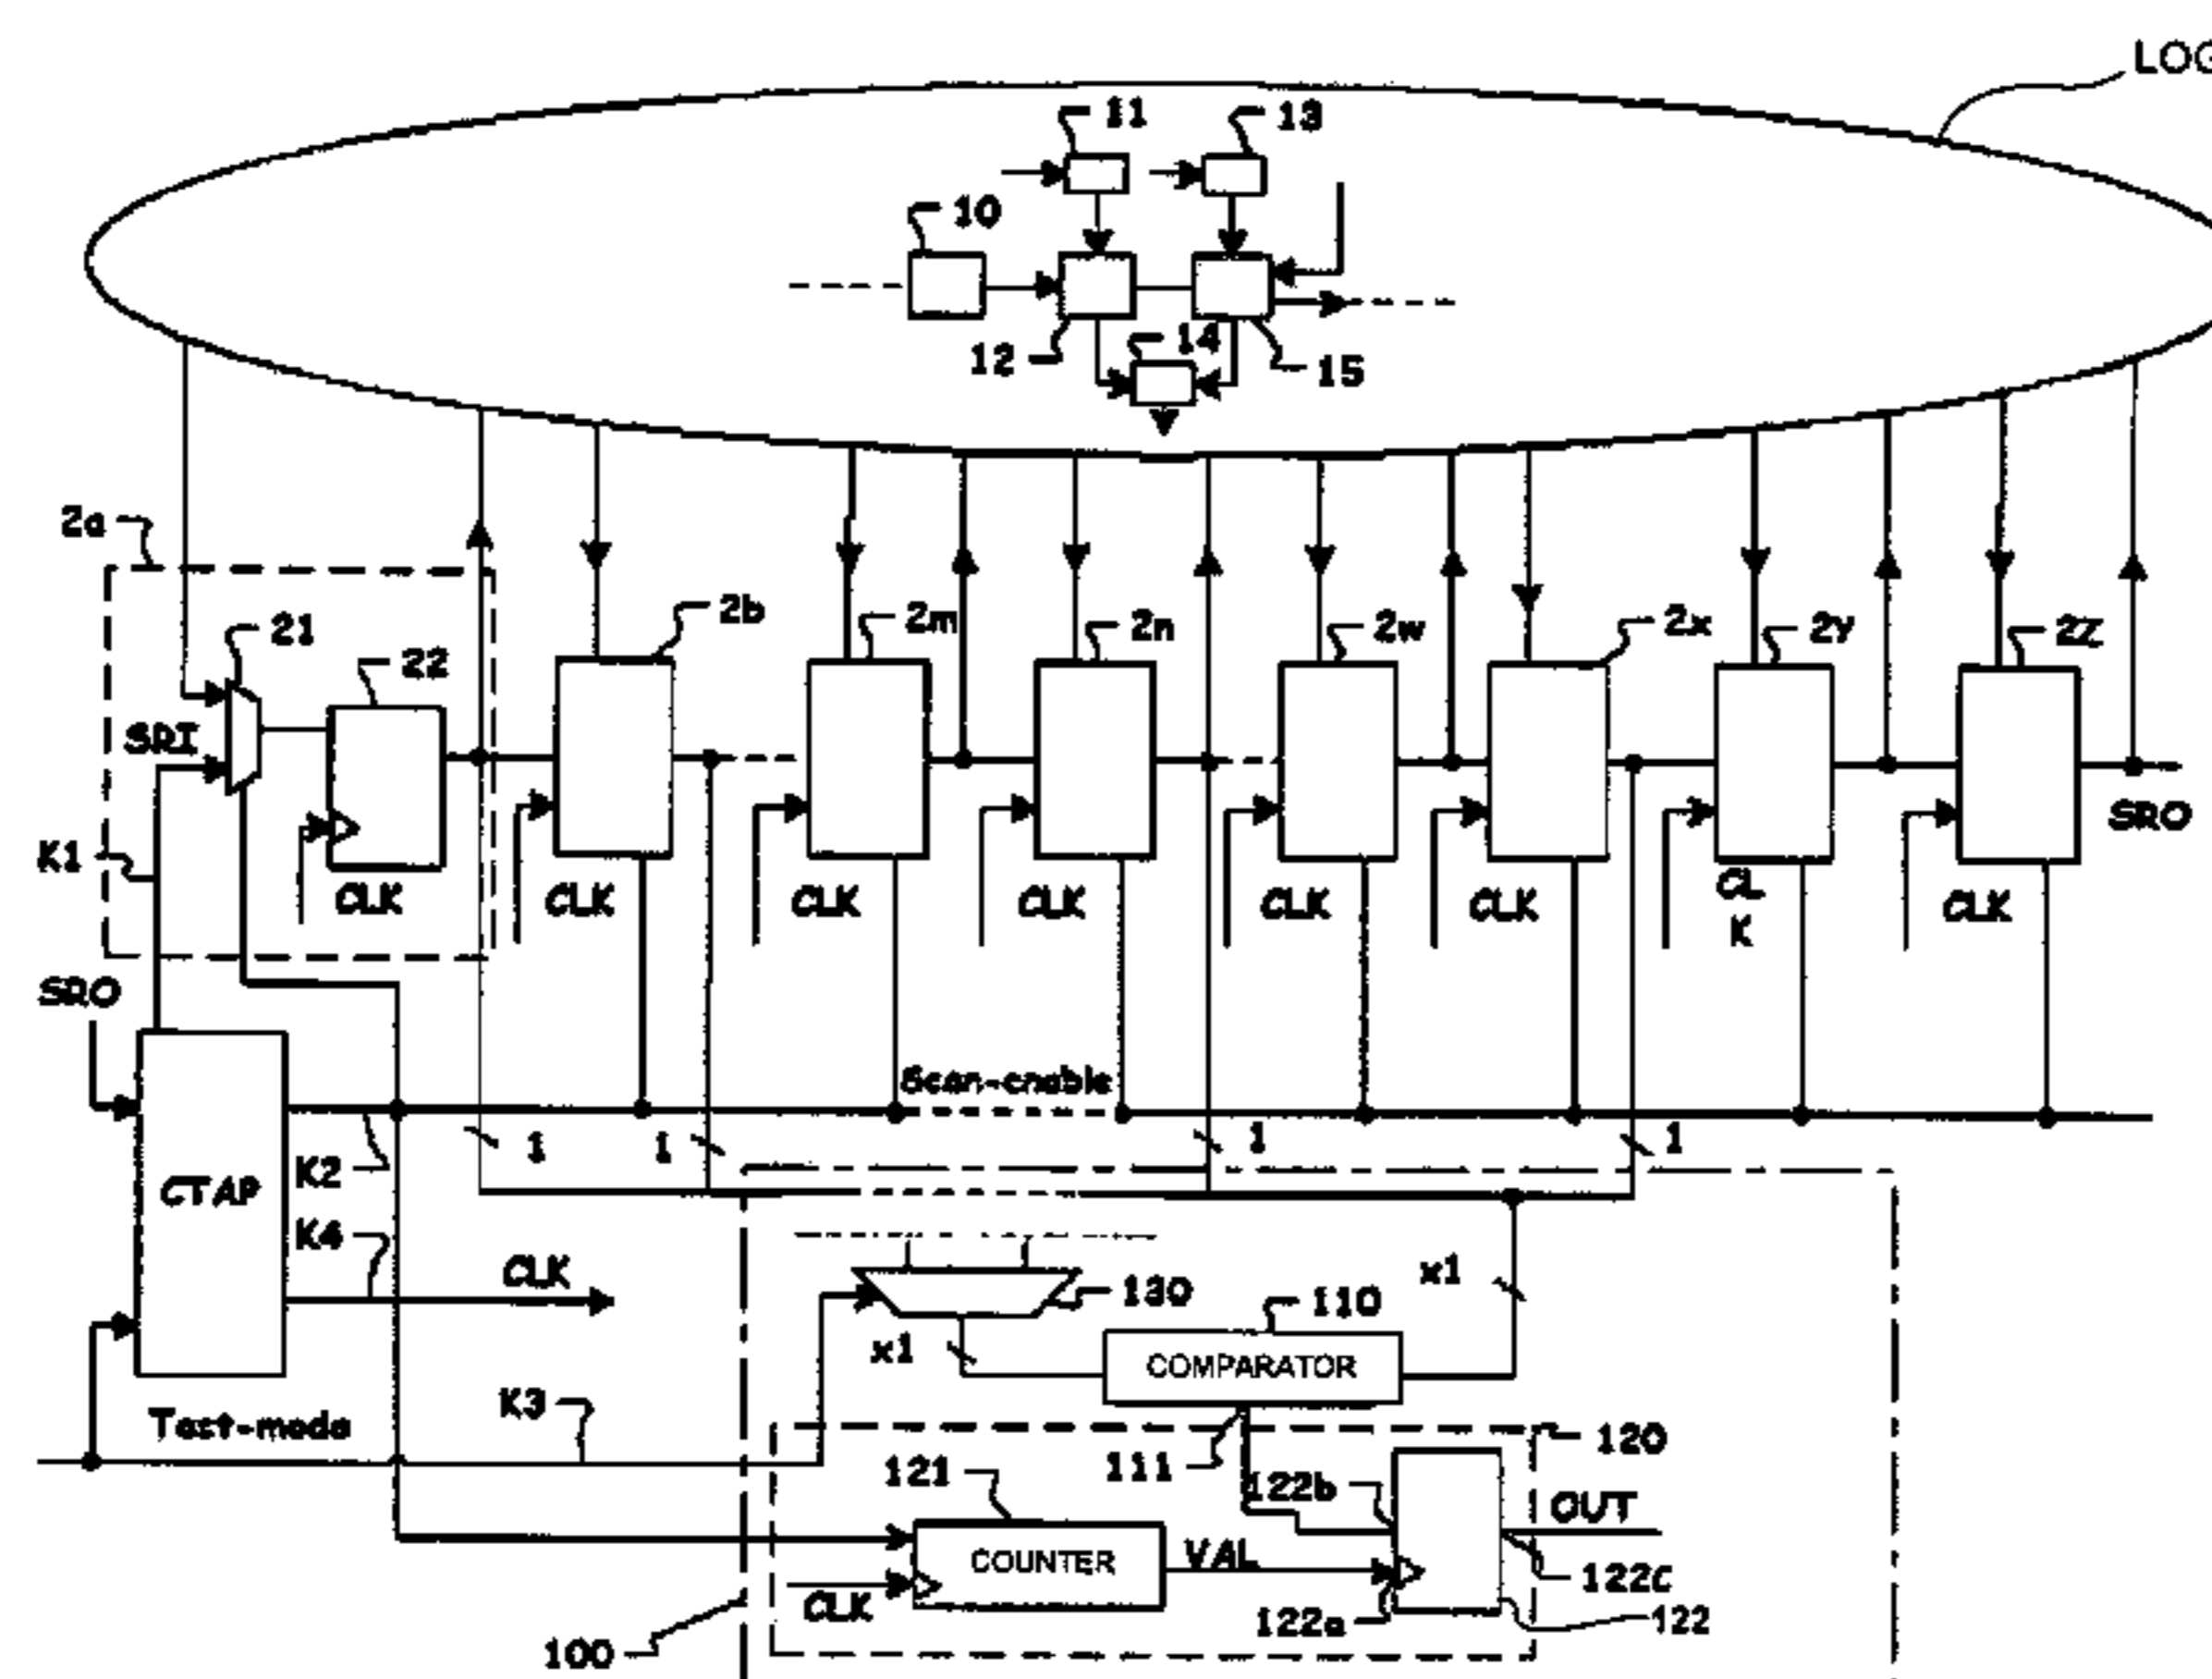 LOG
11
13
10
12
14
15
2a
21
22
2b
2m
2n
2w
2x
2y
2z
SRI
K1
CLK
CLK
CLK
CLK
CLK
CLK
CL
K
CLK
SRO
SRO
Scan-enable
1
1
1
1
K2
CTAP
K4
CLK
x1
130
110
x1
COMPARATOR
K3
Test-mode
120
111
121
122b
OUT
COUNTER
VAL
122c
CLK
122a
122
100